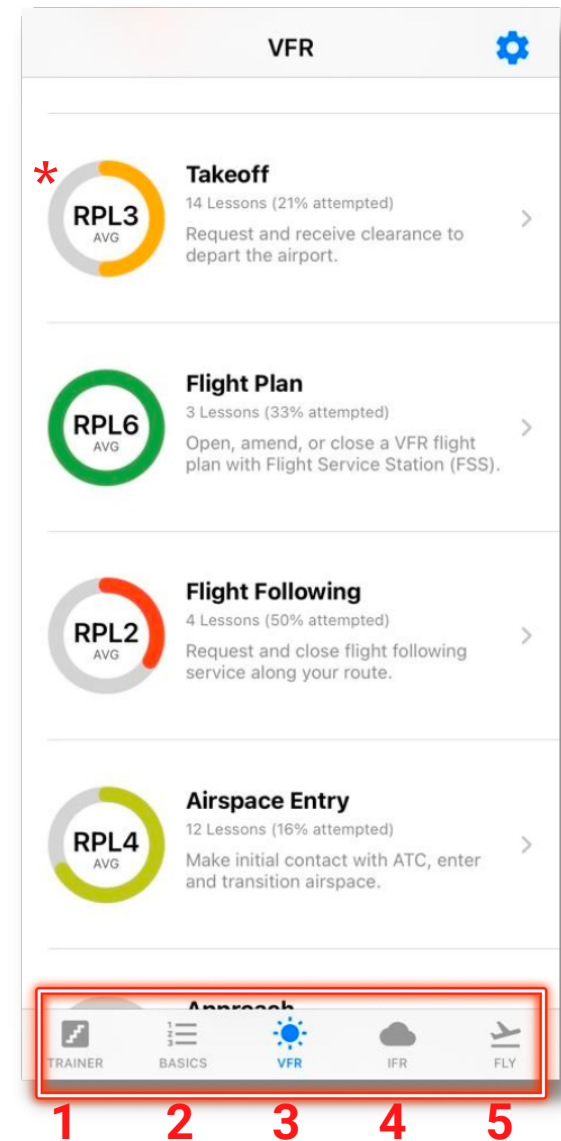 VFR
*
RPL3
AVG
Takeoff
14 Lessons (21% attempted)
Request and receive clearance to
depart the airport.
RPL6
AVG
Flight Plan
3 Lessons (33% attempted)
Open, amend, or close a VFR flight
plan with Flight Service Station (FSS).
RPL2
AVG
Flight Following
4 Lessons (50% attempted)
Request and close flight following
service along your route.
RPL4
AVG
Airspace Entry
12 Lessons (16% attempted)
Make initial contact with ATC, enter
and transition airspace.
Approach
1
2
3
TRAINER BASICS VFR IFR FLY
1 2 3 4 5